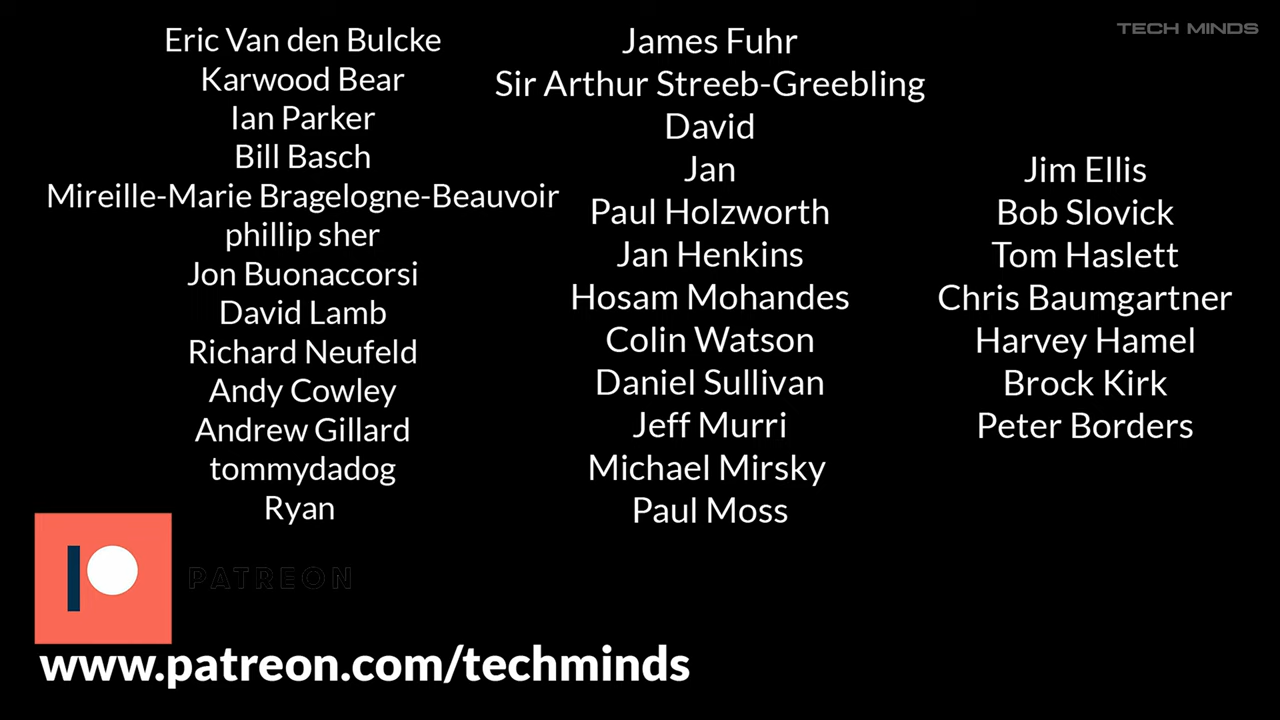 TECH MINDS
Eric Van den Bulcke
Karwood Bear
Ian Parker
Bill Basch
Mireille-Marie Bragelogne-Beauvoir
phillip sher
Jon Buonaccorsi
David Lamb
Richard Neufeld
Andy Cowley
Andrew Gillard
tommydadog
Ryan
James Fuhr
Sir Arthur Streeb-Greebling
David
Jan
Paul Holzworth
Jan Henkins
Hosam Mohandes
Colin Watson
Daniel Sullivan
Jeff Murri
Michael Mirsky
Paul Moss
Jim Ellis
Bob Slovick
Tom Haslett
Chris Baumgartner
Harvey Hamel
Brock Kirk
Peter Borders
PATREON
www.patreon.com/techminds